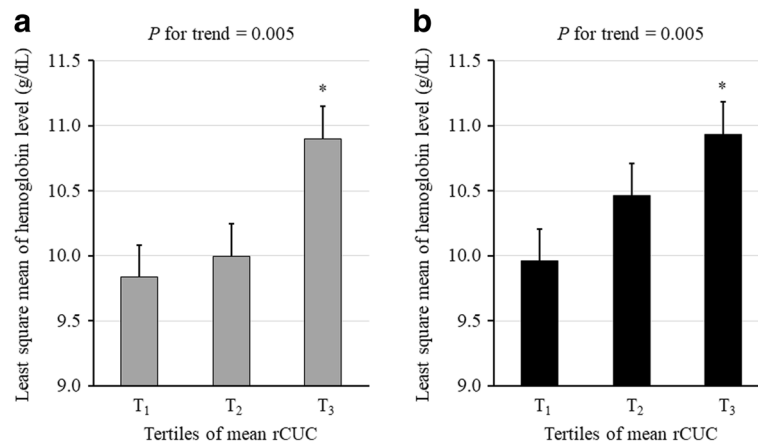 a
P for trend = 0.005
Least square mean of hemoglobin level (g/dL)
11.5
11.0
10.5
10.0
9.5
9.0
*
T₁ T₂ T₃
Tertiles of mean rCUC
b
P for trend = 0.005
Least square mean of hemoglobin level (g/dL)
11.5
11.0
10.5
10.0
9.5
9.0
*
T₁ T₂ T₃
Tertiles of mean rCUC